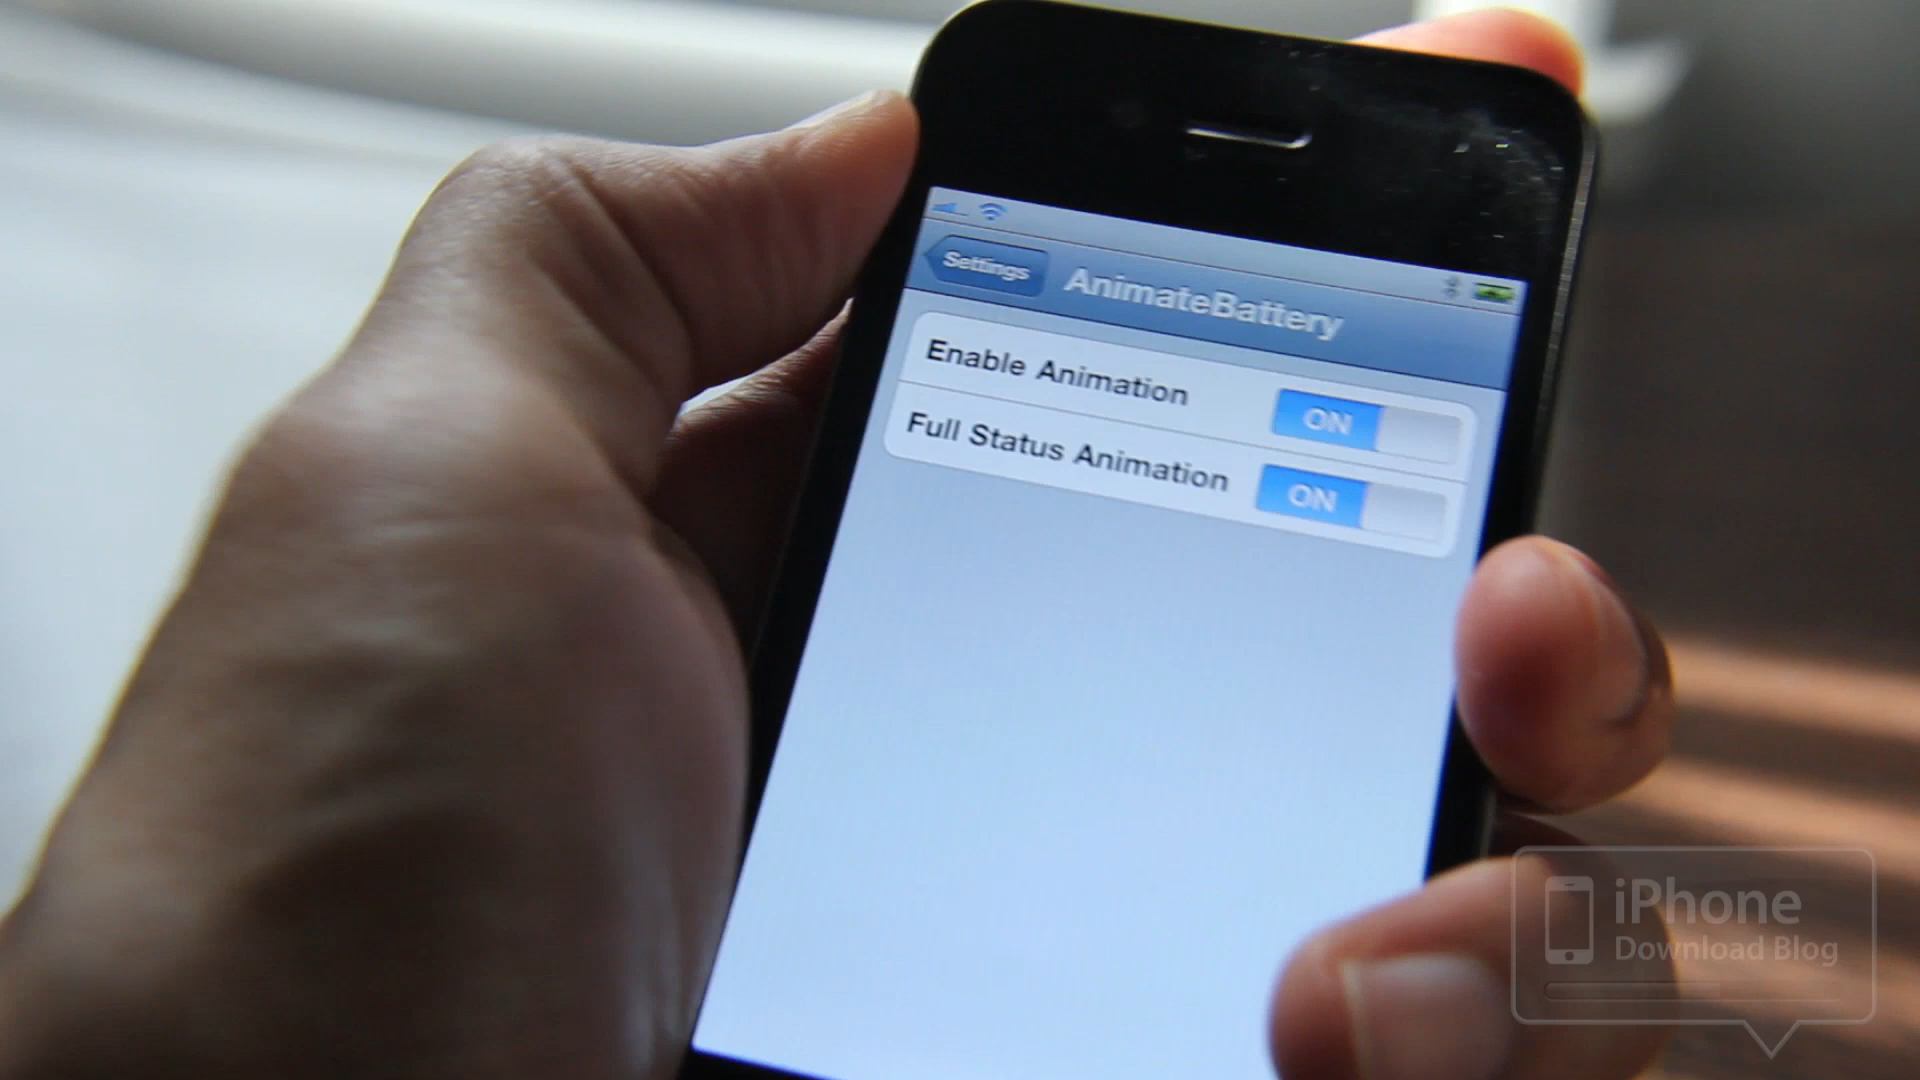 Settings
AnimateBattery
Enable Animation
ON
Full Status Animation
ON
iPhone
Download Blog